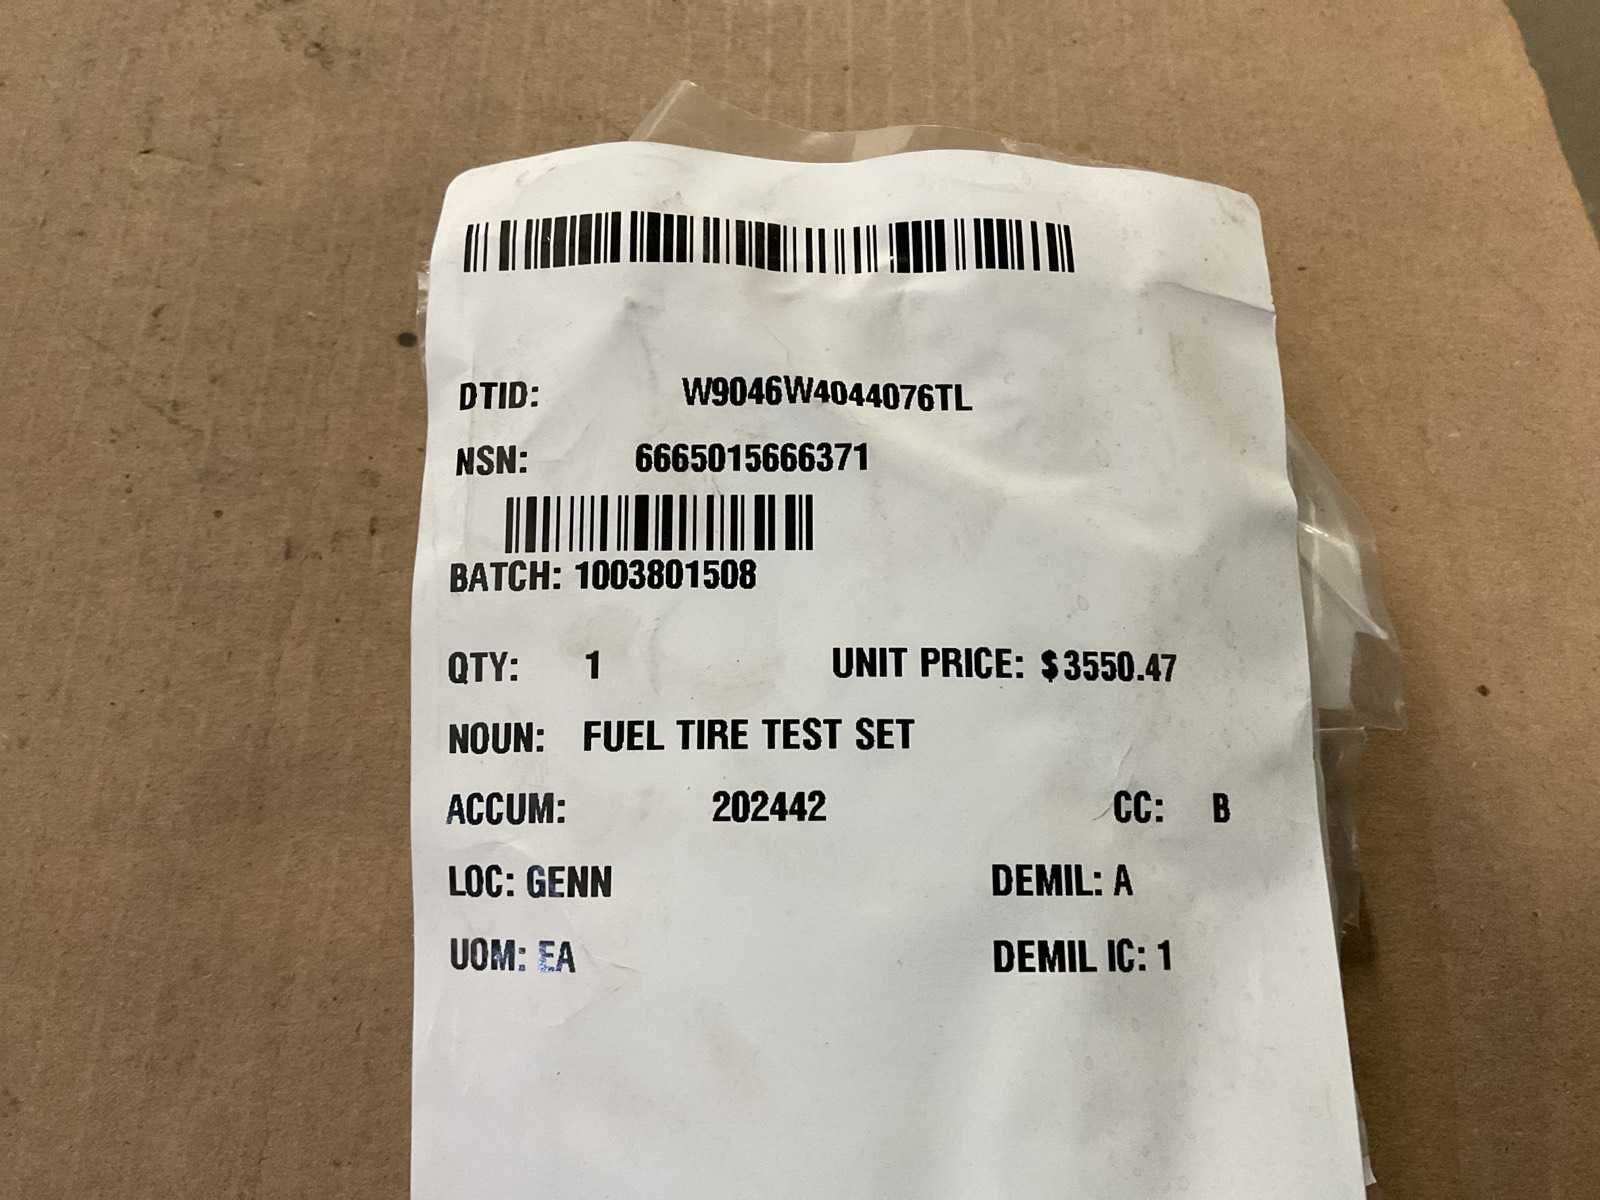 DTID: W9046W4044076TL
NSN: 6665015666371
BATCH: 1003801508
QTY: 1 UNIT PRICE: $3550.47
NOUN: FUEL TIRE TEST SET
ACCUM: 202442 CC: B
LOC: GENN DEMIL: A
UOM: EA DEMIL IC: 1